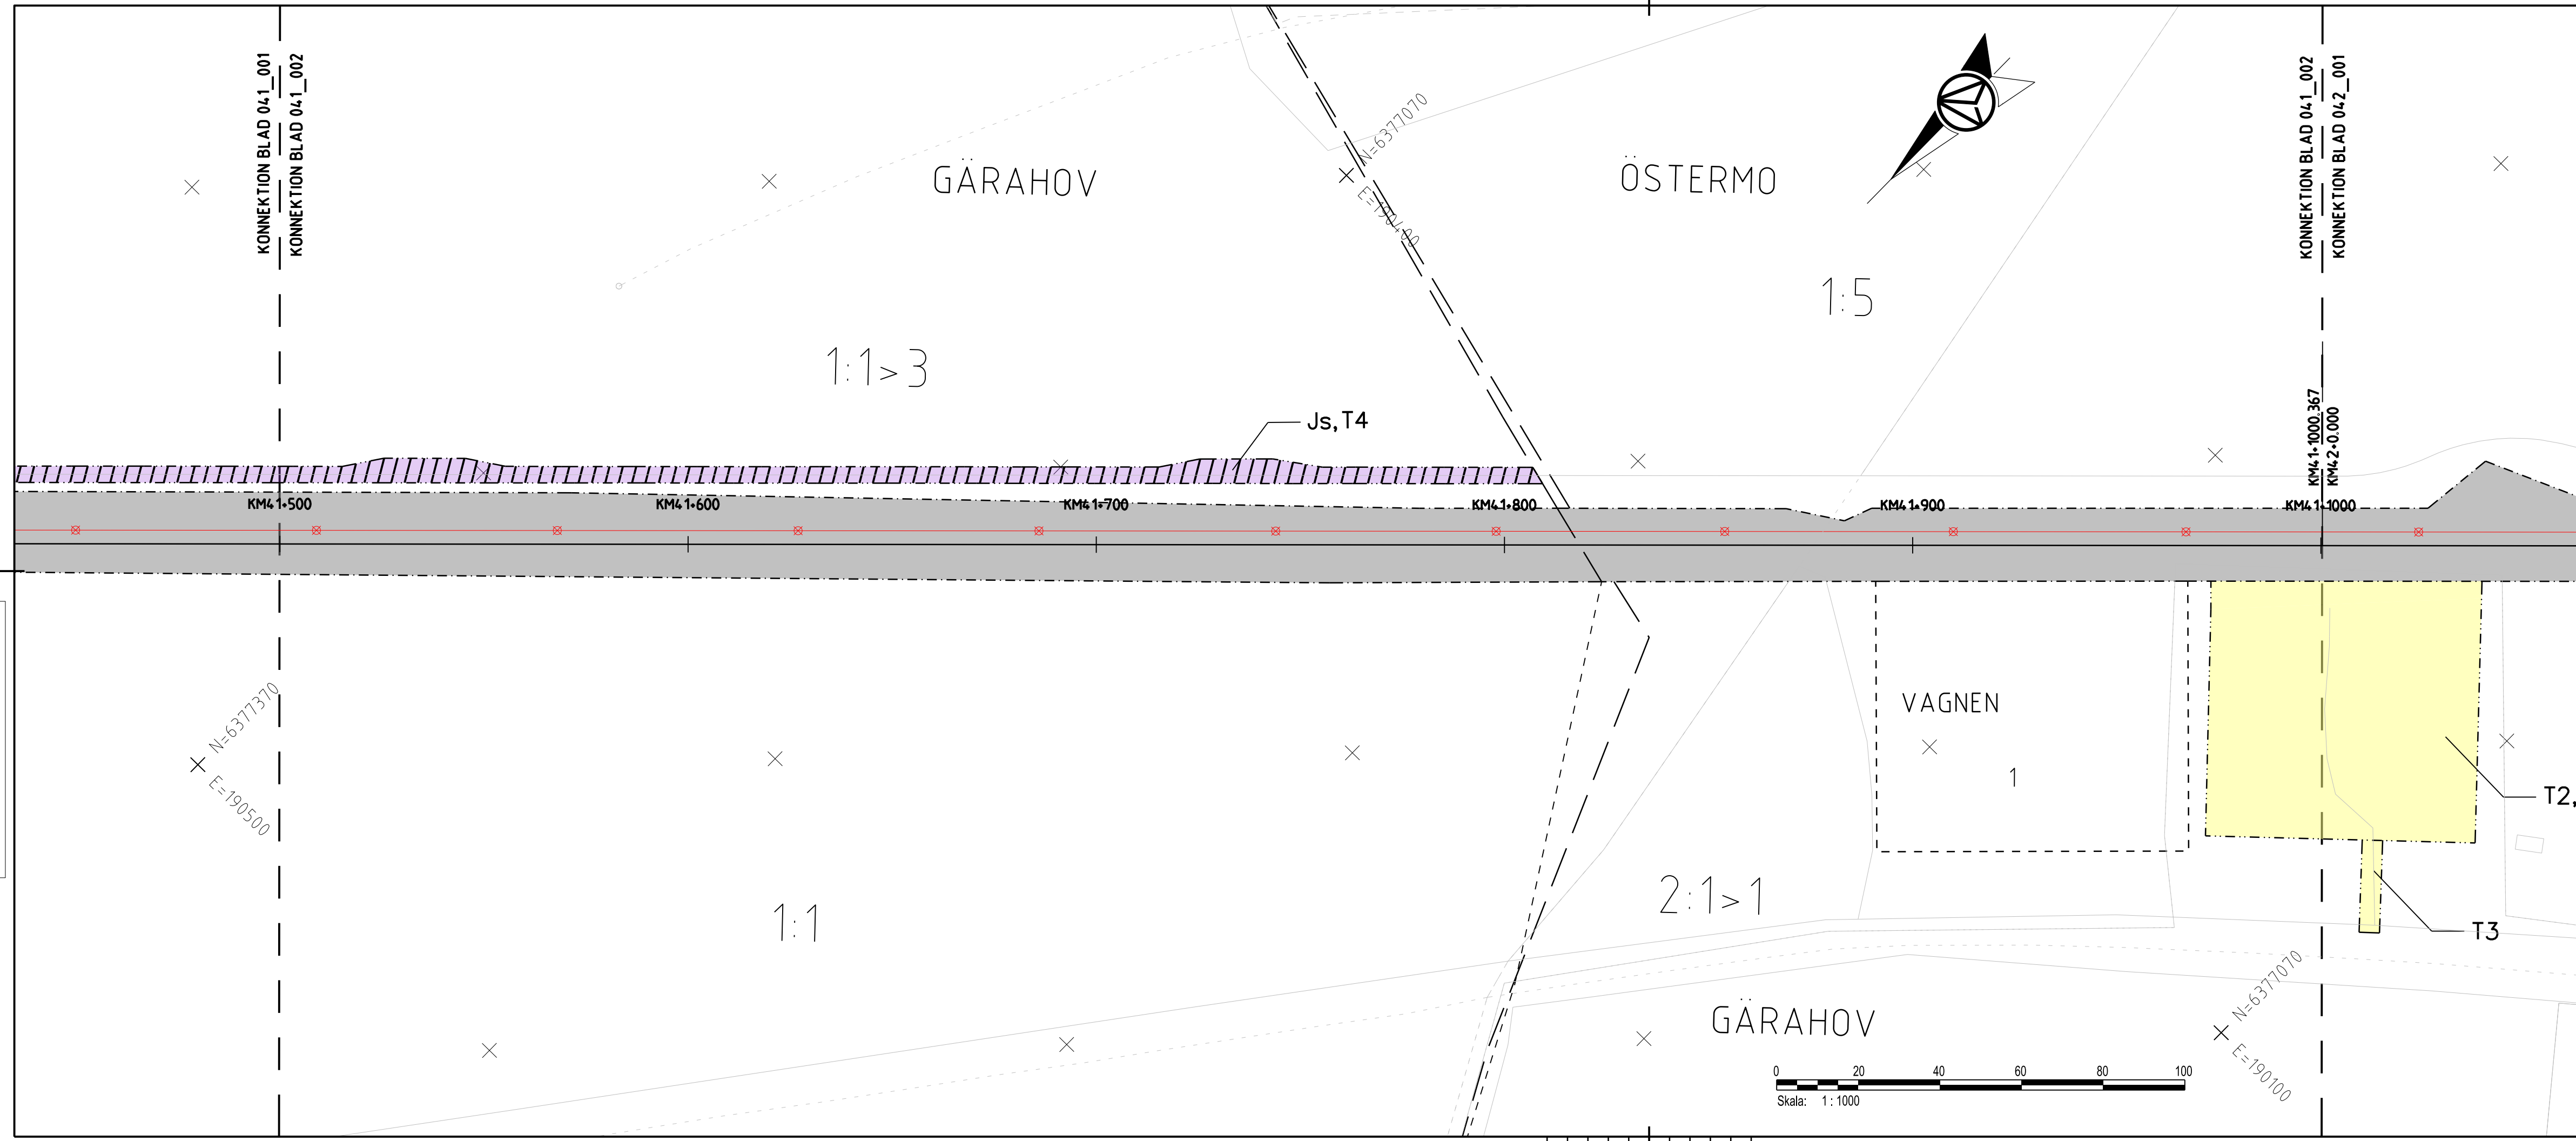 KONNEKTION BLAD 041_001
KONNEKTION BLAD 041_002
KONNEKTION BLAD 041_002
KONNEKTION BLAD 042_001
N=6377070
E=190400
GÄRAHOV
ÖSTERMO
1:5
1:1>3
Js,T4
KM41+1000.367
KM42+0.000
KM41+500
KM41+600
KM41+700
KM41+800
KM41+900
KM41+1000
N=6377370
E=190500
VAGNEN
1
T2,
1:1
2:1>1
T3
GÄRAHOV
N=6377070
E=190100
0 20 40 60 80 100
Skala: 1 : 1000